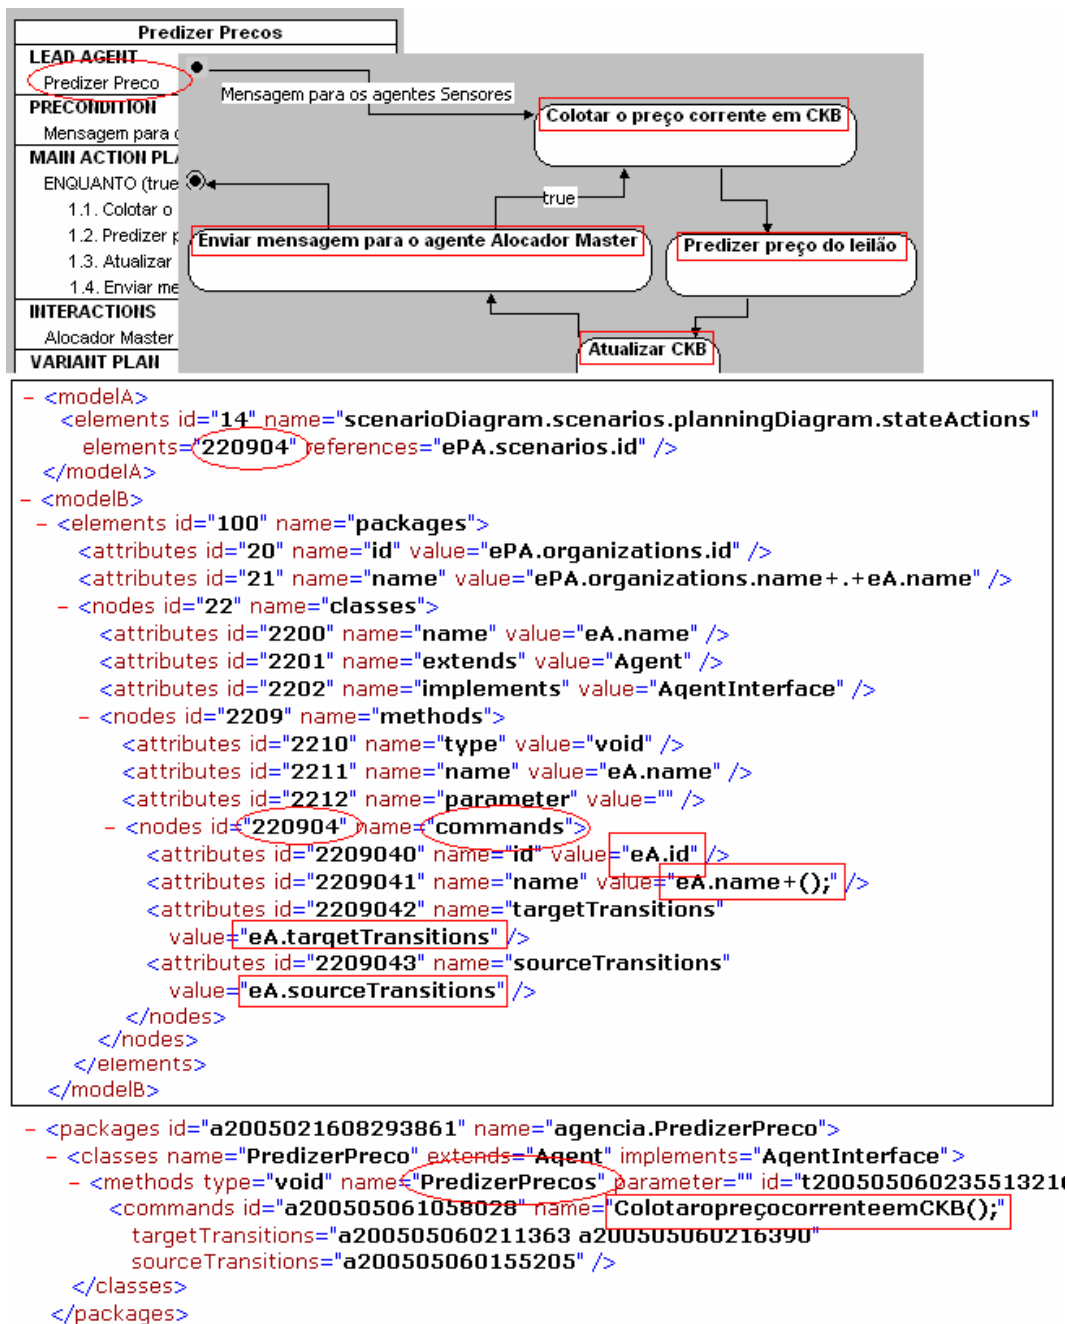 Predizer Precos
LEAD AGENT
Predizer Preco
PRECONDITION
Mensagem para
MAIN ACTION
ENQUANTO (true
1.1. Colotar o
1.2. Predizer
1.3. Atualizar
1.4. Enviar me
INTERACTIONS
Alocador Master
VARIANT PLAN
Mensagem para os agentes Sensores
Colotar o preço corrente em CKB
true
Enviar mensagem para o agente Alocador Master
Predizer preço do leilão
Atualizar CKB
- <modelA>
<elements id="14" name="scenarioDiagram.scenarios.planningDiagram.stateActions"
elements="220904" references="ePA.scenarios.id" />
</modelA>
- <modelB>
- <elements id="100" name="packages">
<attributes id="20" name="id" value="ePA.organizations.id" />
<attributes id="21" name="name" value="ePA.organizations.name+.+eA.name" />
- <nodes id="22" name="classes">
<attributes id="2200" name="name" value="eA.name" />
<attributes id="2201" name="extends" value="Agent" />
<attributes id="2202" name="implements" value="AgentInterface" />
- <nodes id="2209" name="methods">
<attributes id="2210" name="type" value="void" />
<attributes id="2211" name="name" value="eA.name" />
<attributes id="2212" name="parameter" value="" />
- <nodes id="220904" name="commands">
<attributes id="2209040" name="id" value="eA.id" />
<attributes id="2209041" name="name" value="eA.name+();" />
<attributes id="2209042" name="targetTransitions"
value="eA.targetTransitions" />
<attributes id="2209043" name="sourceTransitions"
value="eA.sourceTransitions" />
</nodes>
</nodes>
</elements>
</modelB>
- <packages id="a2005021608293861" name="agencia.PredizerPreco">
- <classes name="PredizerPreco" extends="Agent" implements="AgentInterface">
- <methods type="void" name="PredizerPrecos" parameter="" id="t20050506023551321
<commands id="a200505061058028" name="ColotaropreçocorrenteemCKB();"
targetTransitions="a200505060211363 a200505060216390"
sourceTransitions="a200505060155205" />
</classes>
</packages>